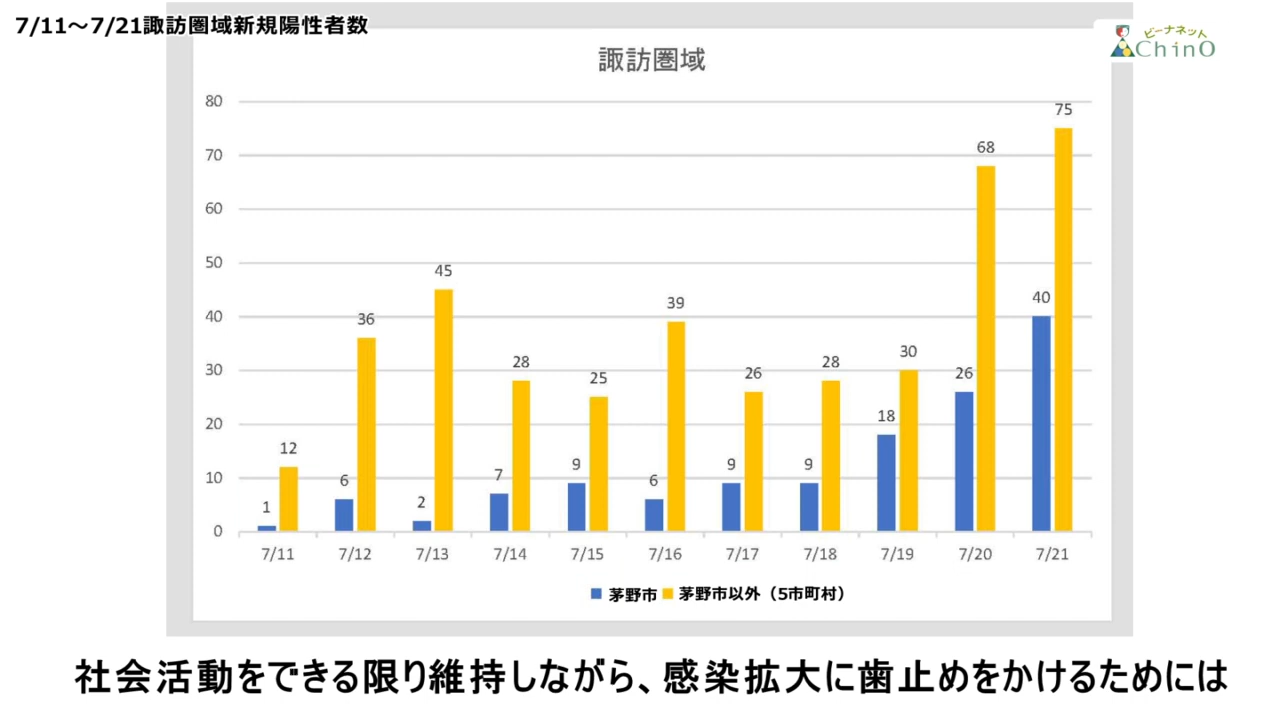 7/11～7/21諏訪圏域新規陽性者数
ピーナネット
ChinO
諏訪圏域
80
70
60
50
40
30
20
10
0
1 12 6 36 2 45 7 28 9 25 6 39 9 26 9 28 18 30 26 68 40 75
7/11 7/12 7/13 7/14 7/15 7/16 7/17 7/18 7/19 7/20 7/21
茅野市 茅野市以外（5市町村）
社会活動をできる限り維持しながら、感染拡大に歯止めをかけるためには